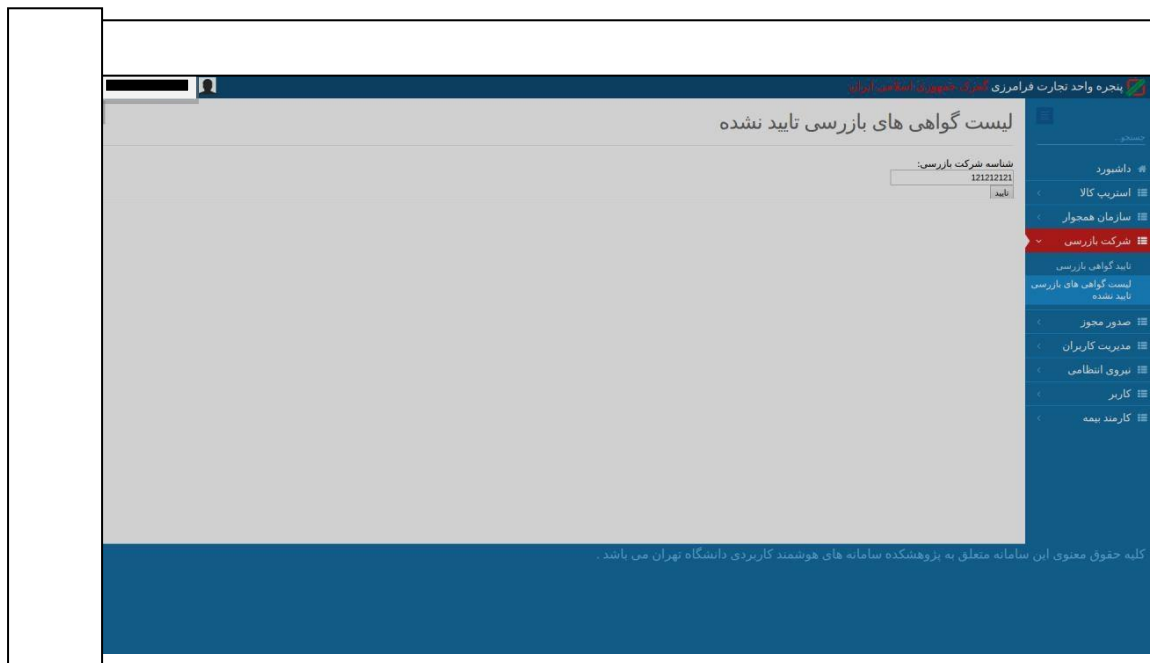 پنجره واحد تجارت فرامرزی گمرک جمهوری اسلامی ایران
جستجو...
داشبورد
استریپ کالا
سازمان همجوار
شرکت بازرسی
تایید گواهی بازرسی
لیست گواهی های بازرسی
تایید نشده
صدور مجوز
مدیریت کاربران
نیروی انتظامی
کاربر
کارمند بیمه
لیست گواهی های بازرسی تایید نشده
شناسه شرکت بازرسی:
121212121
تایید
کلیه حقوق معنوی این سامانه متعلق به پژوهشکده سامانه های هوشمند کاربردی دانشگاه تهران می باشد .